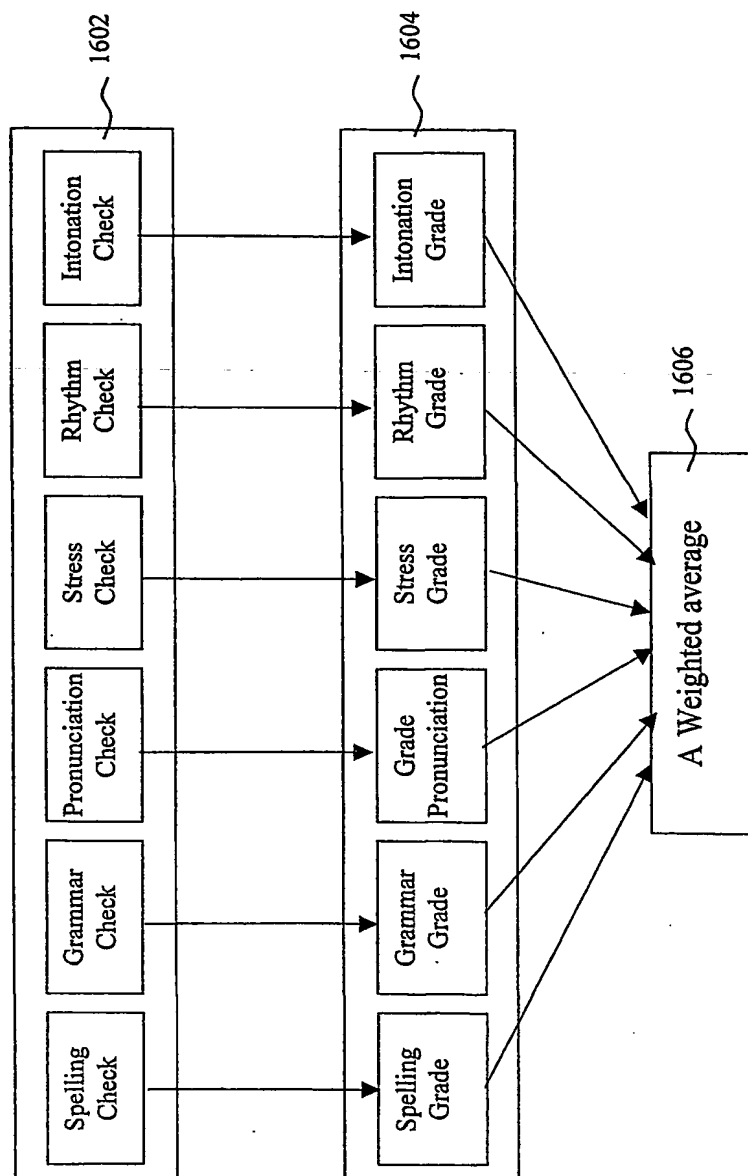 Spelling
Check
Grammar
Check
Pronunciation
Check
Stress
Check
Rhythm
Check
Intonation
Check
1602
Spelling
Grade
Grammar
Grade
Grade
Pronunciation
Stress
Grade
Rhythm
Grade
Intonation
Grade
1604
A Weighted average
1606